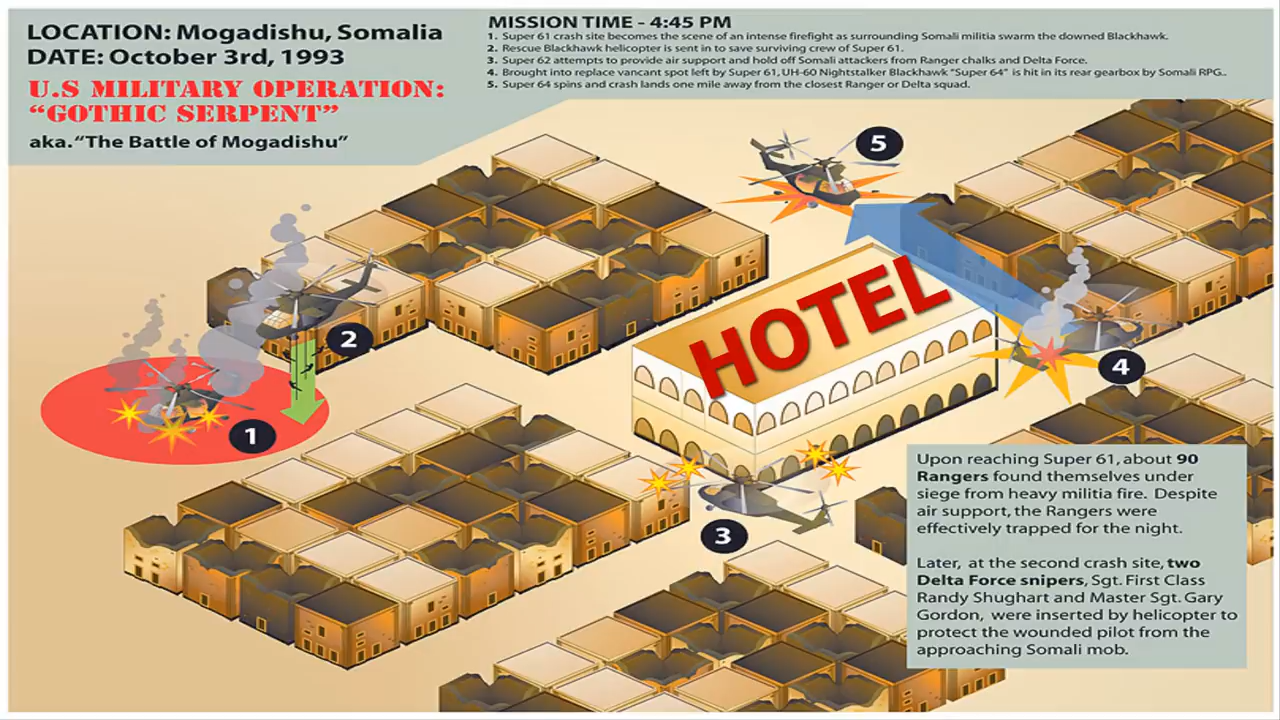 LOCATION: Mogadishu, Somalia
DATE: October 3rd, 1993
U.S MILITARY OPERATION:
“GOTHIC SERPENT”
aka. “The Battle of Mogadishu”
MISSION TIME - 4:45 PM
1. Super 61 crash site becomes the scene of an intense firefight as surrounding Somali militia swarm the downed Blackhawk.
2. Rescue Blackhawk helicopter is sent in to save surviving crew of Super 61.
3. Super 62 attempts to provide air support and hold off Somali attackers from Ranger chalks and Delta Force.
4. Brought into replace vancant spot left by Super 61, UH-60 Nightstalker Blackhawk “Super 64” is hit in its rear gearbox by Somali RPG..
5. Super 64 spins and crash lands one mile away from the closest Ranger or Delta squad.
5
HOTEL
2
4
1
3
Upon reaching Super 61, about 90
Rangers found themselves under
siege from heavy militia fire. Despite
air support, the Rangers were
effectively trapped for the night.
Later, at the second crash site, two
Delta Force snipers, Sgt. First Class
Randy Shughart and Master Sgt. Gary
Gordon, were inserted by helicopter to
protect the wounded pilot from the
approaching Somali mob.